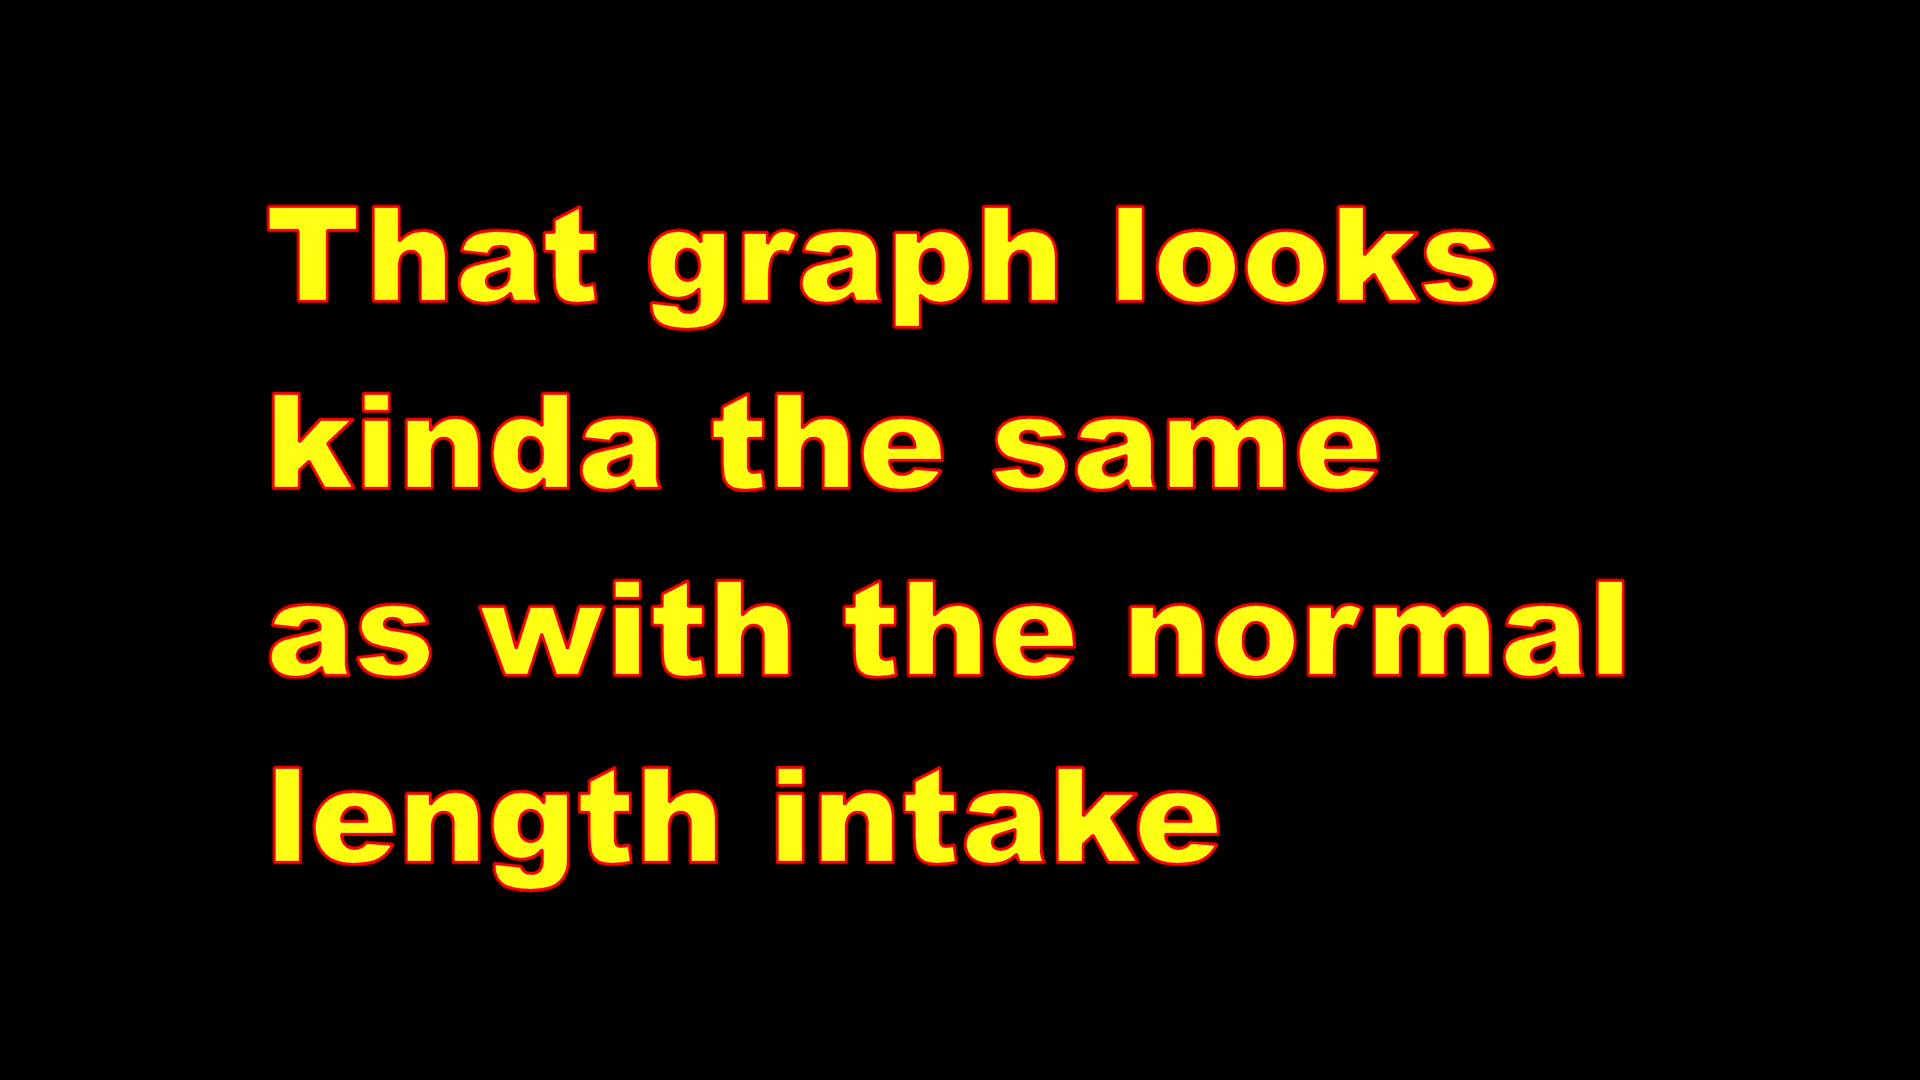 That graph looks
kinda the same
as with the normal
length intake